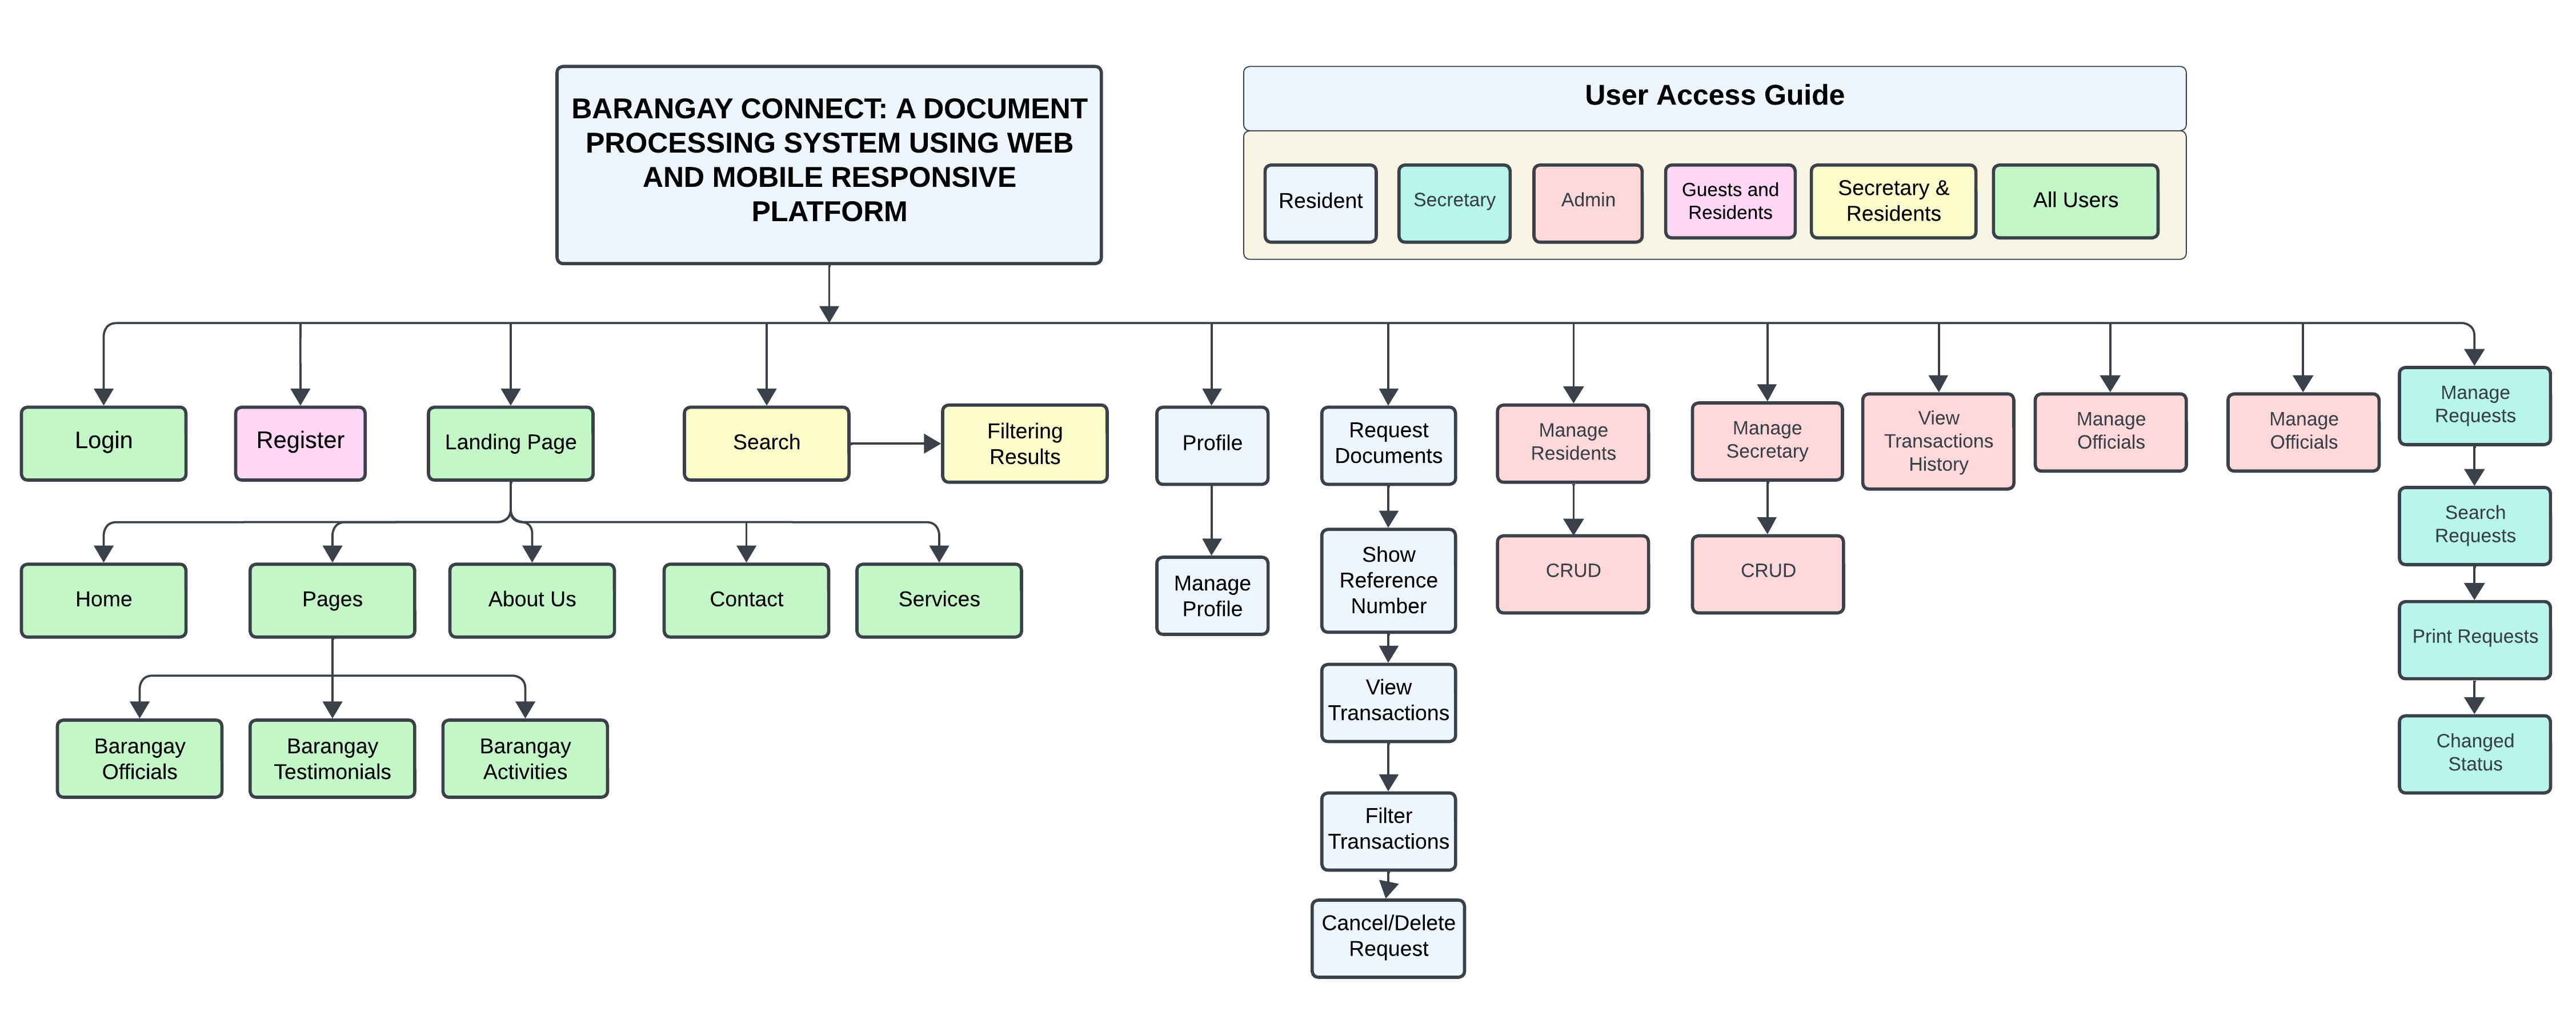 BARANGAY CONNECT: A DOCUMENT
PROCESSING SYSTEM USING WEB
AND MOBILE RESPONSIVE
PLATFORM
User Access Guide
Resident
Secretary
Admin
Guests and
Residents
Secretary &
Residents
All Users
Login
Register
Landing Page
Search
Filtering
Results
Profile
Request
Documents
Manage
Residents
Manage
Secretary
View
Transactions
History
Manage
Officials
Manage
Officials
Manage
Requests
Home
Pages
About Us
Contact
Services
Manage
Profile
Show
Reference
Number
CRUD
CRUD
Search
Requests
Print Requests
Barangay
Officials
Barangay
Testimonials
Barangay
Activities
View
Transactions
Changed
Status
Filter
Transactions
Cancel/Delete
Request